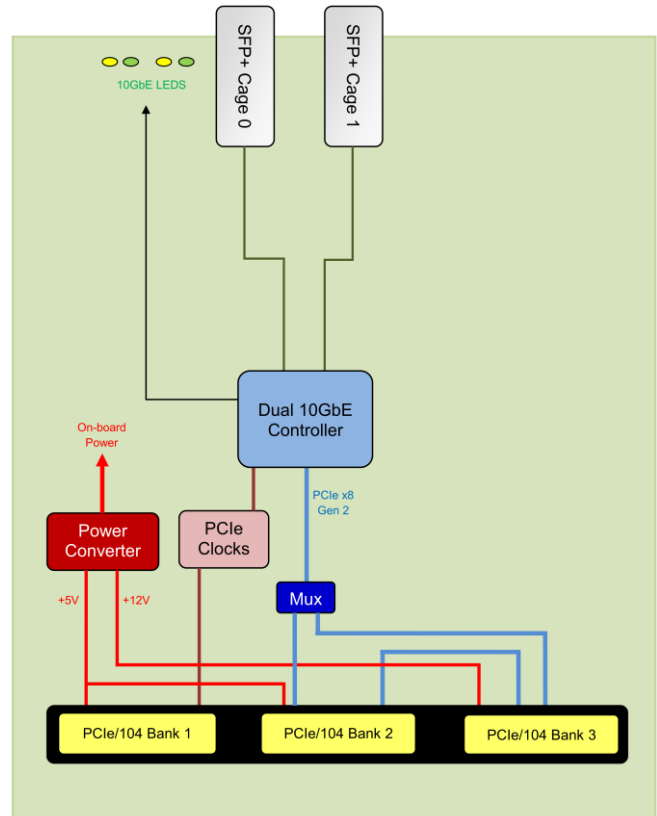 SFP+ Cage 0
SFP+ Cage 1
10GbE LEDS
Dual 10GbE
Controller
On-board
Power
PCIe x8
Gen 2
Power
Converter
PCIe
Clocks
Mux
+5V
+12V
PCIe/104 Bank 1
PCIe/104 Bank 2
PCIe/104 Bank 3